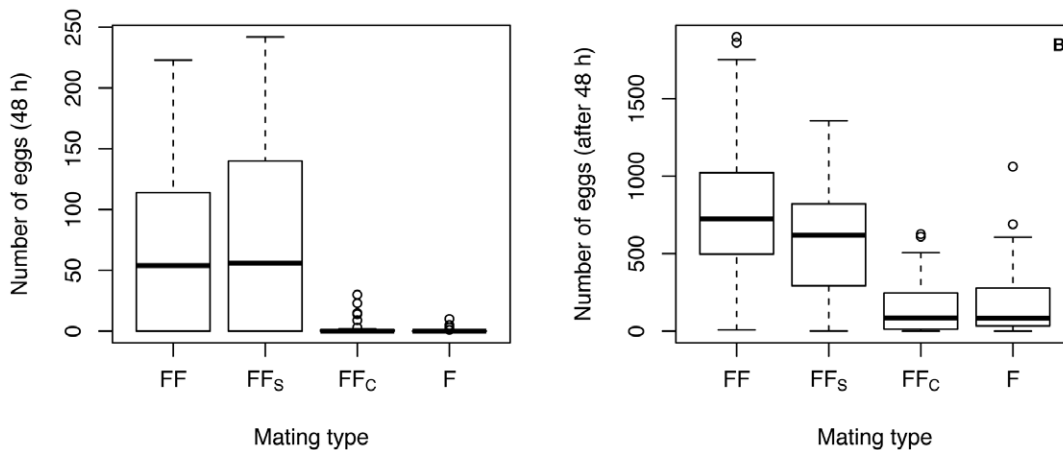 Number of eggs (48 h)
250
200
150
100
50
0
FF
FFS
FFC
F
Mating type
B
Number of eggs (after 48 h)
1500
1000
500
0
FF
FFS
FFC
F
Mating type